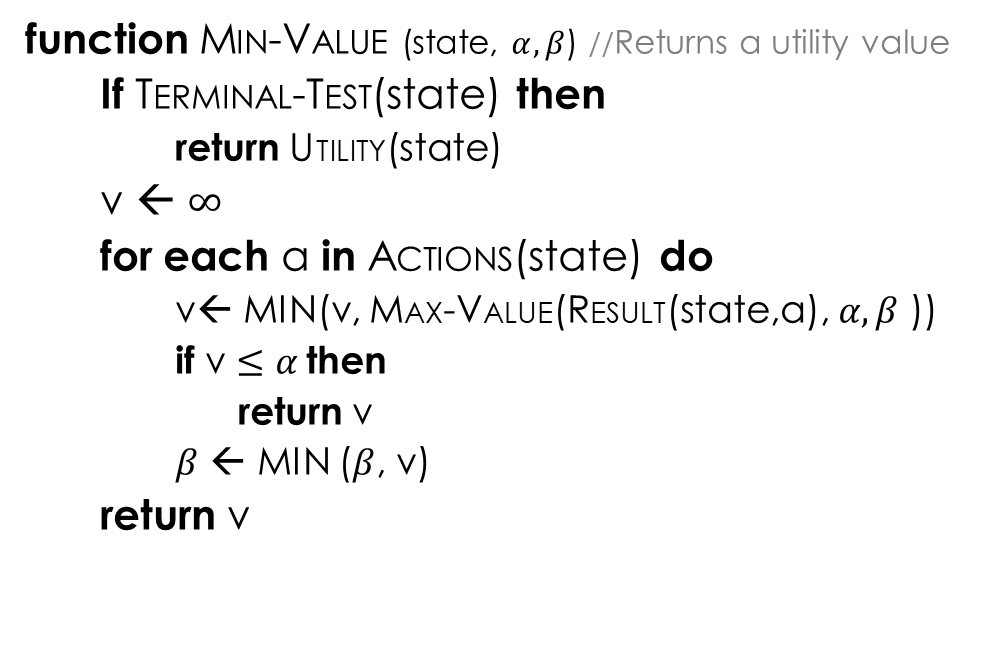 function MIN-VALUE (state, α,β) //Returns a utility value
If TERMINAL-TEST(state) then
return UTILITY(state)
v ← ∞
for each a in ACTIONS(state) do
v← MIN(v, MAX-VALUE(RESULT(state,a), α,β ))
if v ≤ α then
return v
β ← MIN (β, v)
return v